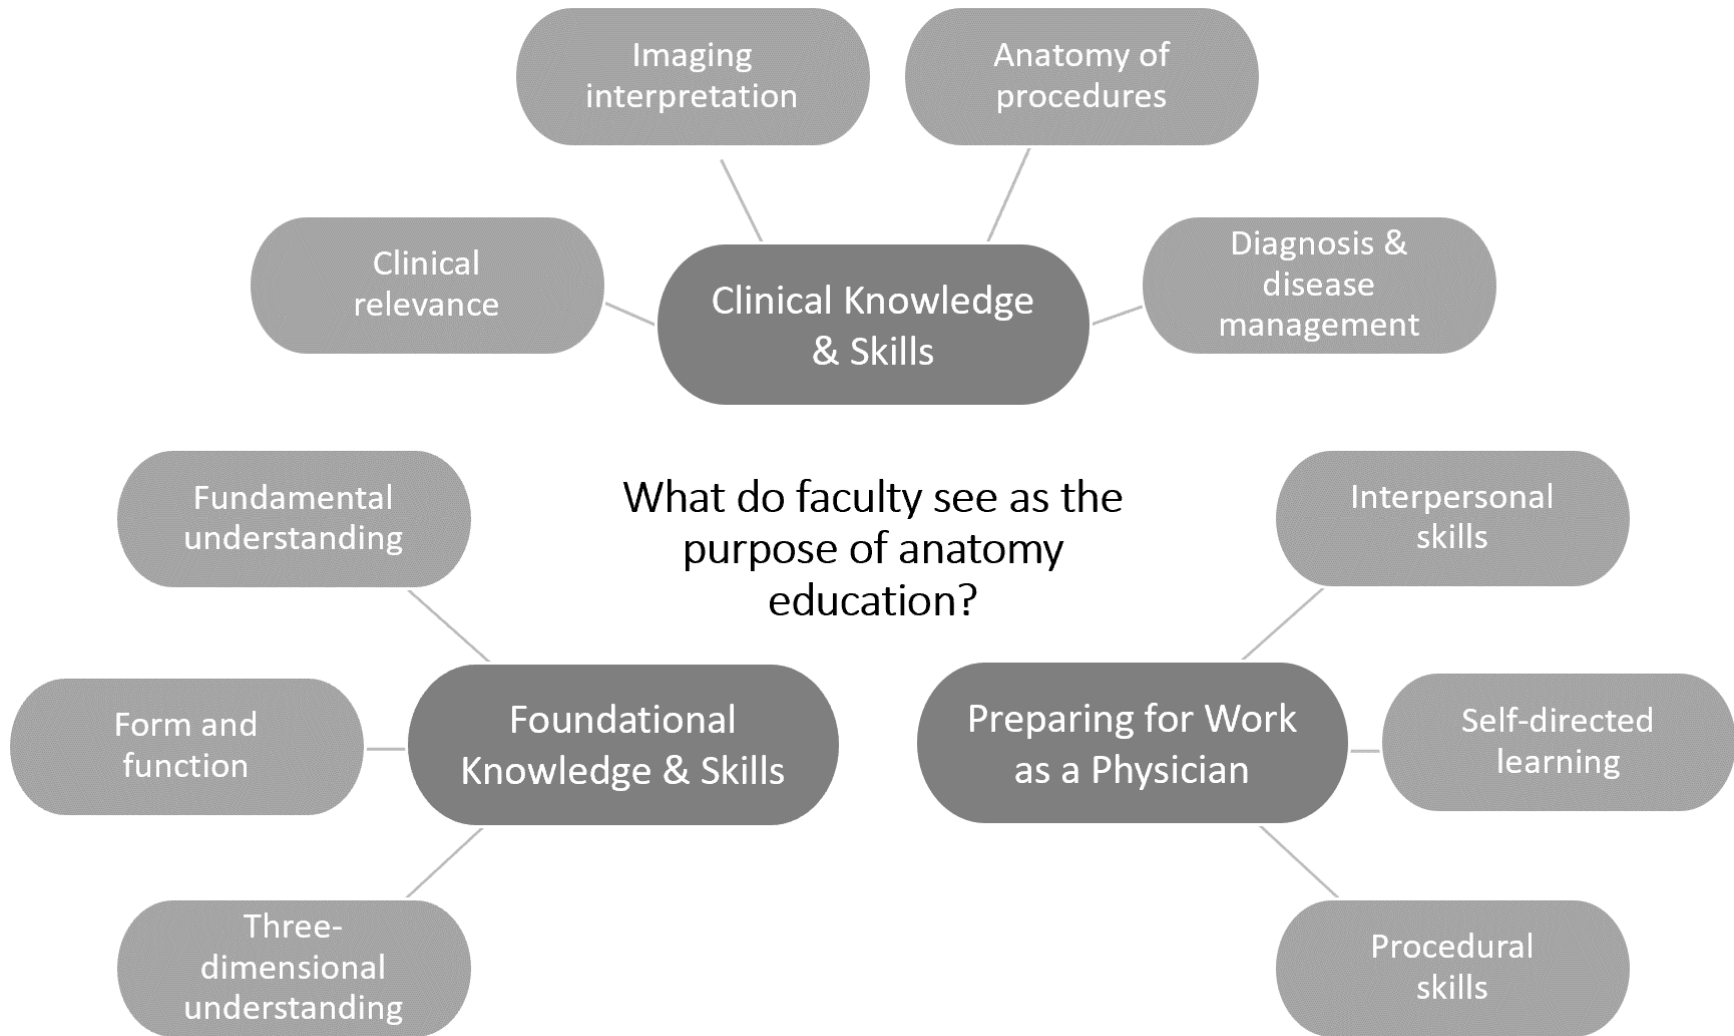 Imaging
interpretation
Anatomy of
procedures
Clinical
relevance
Clinical Knowledge
& Skills
Diagnosis &
disease
management
What do faculty see as the
purpose of anatomy
education?
Fundamental
understanding
Form and
function
Three-
dimensional
understanding
Foundational
Knowledge & Skills
Preparing for Work
as a Physician
Interpersonal
skills
Self-directed
learning
Procedural
skills